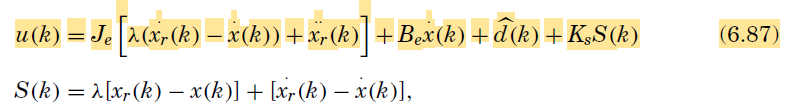 u(k) = J_e [λ(ẋ_r(k) − ẋ(k)) + ẍ_r(k)] + B_e ẋ(k) + d̂(k) + K_s S(k) (6.87)
S(k) = λ[x_r(k) − x(k)] + [ẋ_r(k) − ẋ(k)],